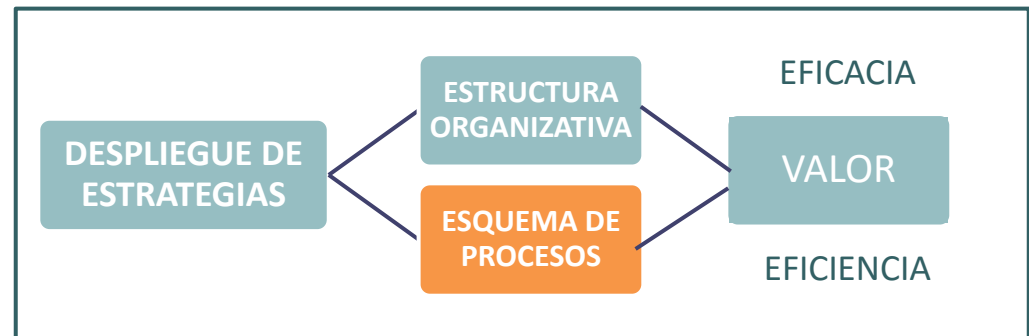 DESPLIEGUE DE
ESTRATEGIAS
ESTRUCTURA
ORGANIZATIVA
ESQUEMA DE
PROCESOS
EFICACIA
VALOR
EFICIENCIA